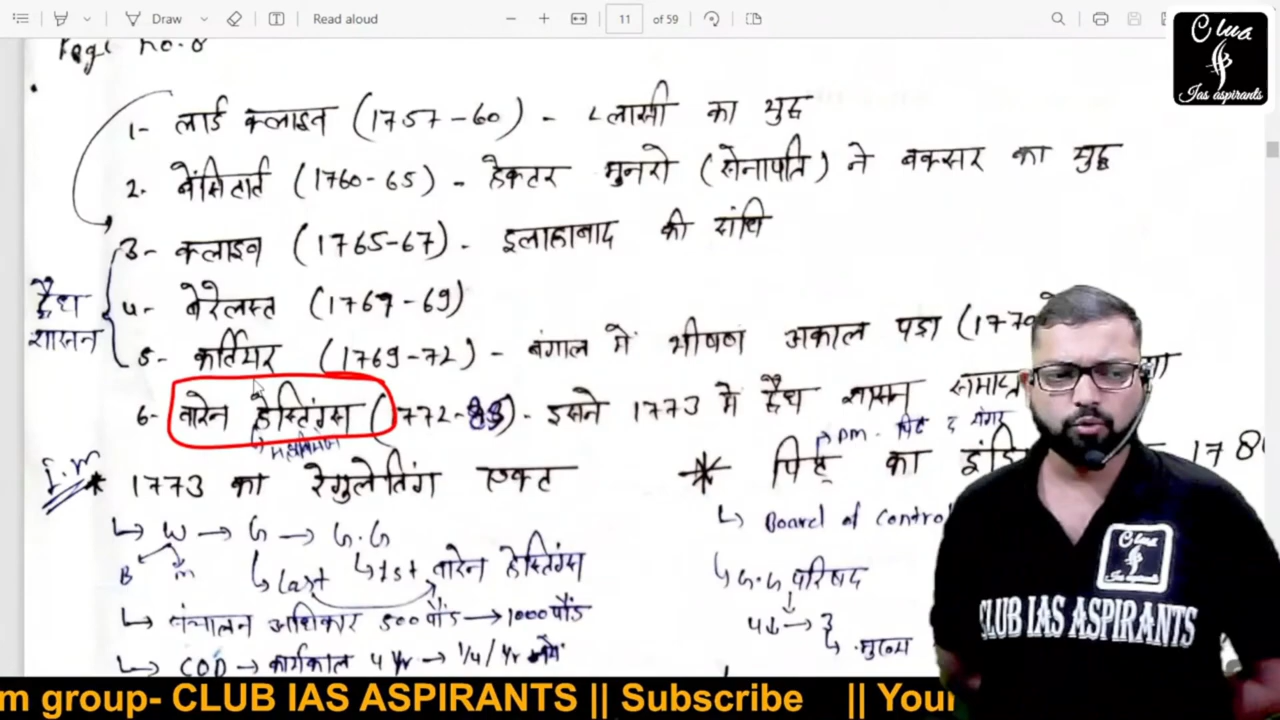 Draw
Read aloud
11 of 59
Page no. 8
1- लार्ड क्लाइव (1757-60) - प्लासी का युद्ध
2. वेंसिटार्ट (1760-65) - हेक्टर मुनरो (सेनापति) ने बक्सर का युद्ध
3- क्लाइव (1765-67) - इलाहाबाद की संधि
द्वैध शासन
4- वेरेलस्ट (1767-69)
5- कर्तियर (1769-72) - बंगाल में भीषण अकाल पड़ा (1770
6- वारेन हेस्टिंग्स (1772- - इसने 1773 में द्वैध शासन समाप्त
* 1773 का रेगुलेटिंग एक्ट
* पिट्स का इंडि 178
↳ W → G → G.G
B m
↳ Last ↳ 1st वारेन हेस्टिंग्स
↳ संचालन अधिकार 500 पौंड → 1000 पौंड
↳ COD → कार्यकाल 4 yr → 1/4 / yr
↳ Board of control
↳ G.G परिषद
4 → 3
↳ मुख्य
Club
Ias aspirants
Club
CLUB IAS ASPIRANTS
m group- CLUB IAS ASPIRANTS || Subscribe || Your